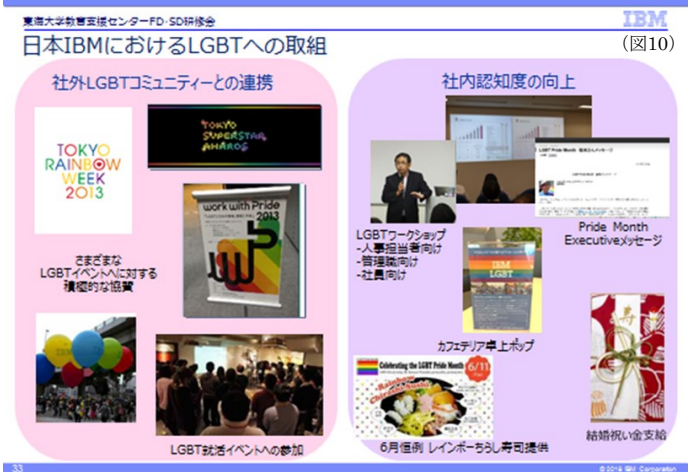 東海大学教育支援センターFD・SD研修会
IBM
日本IBMにおけるLGBTへの取組
（図10）
社外LGBTコミュニティーとの連携
TOKYO
RAINBOW
WEEK
2013
TOKYO
SUPERSTAR
AWARDS
work with Pride
2013
さまざまな
LGBTイベントへに対する
積極的な協賛
IBM
LGBT就活イベントへの参加
社内認知度の向上
LGBTワークショップ
-人事担当者向け
-管理職向け
-社員向け
Pride Month
Executiveメッセージ
IBM
LGBT
カフェテリア卓上ポップ
Celebrating the LGBT Pride Month
6/11
Rainbow
Chirashi Sushi
6月恒例 レインボーちらし寿司提供
寿
結婚祝い金支給
33
© 2016 IBM Corporation